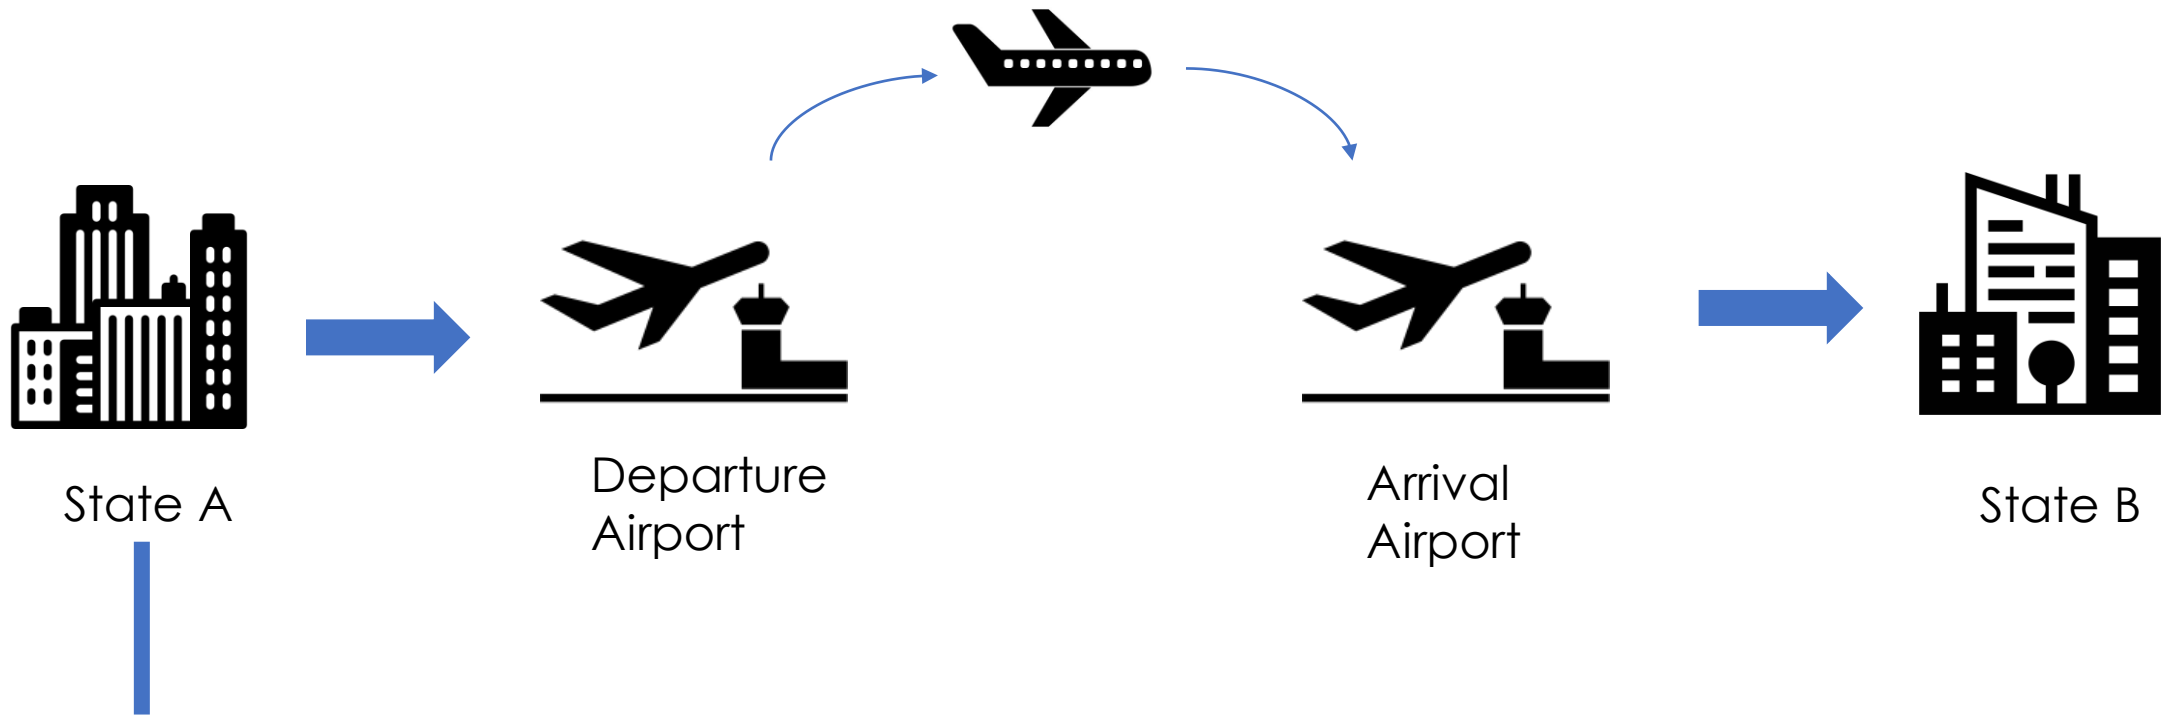 State A
Departure
Airport
Arrival
Airport
State B